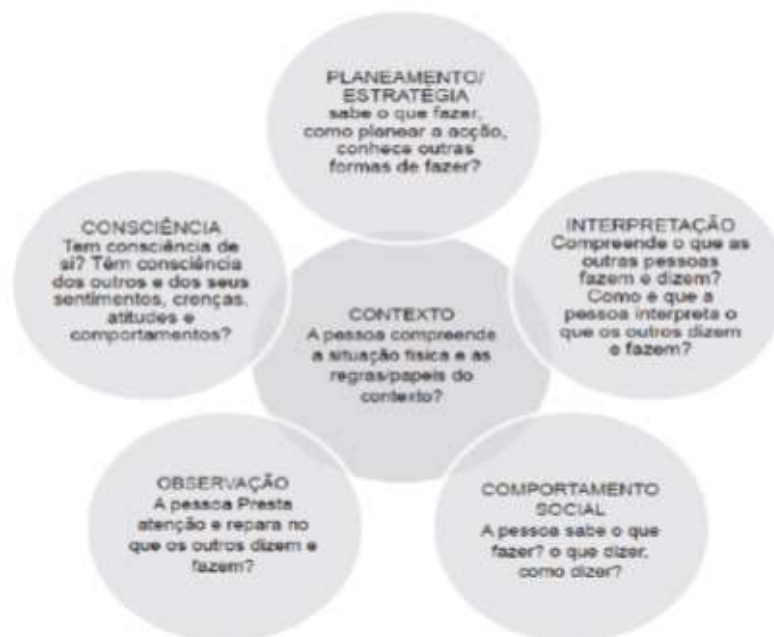 PLANEAMENTO/
ESTRATÉGIA
sabe o que fazer,
como planear a acção,
conhece outras
formas de fazer?
CONSCIÊNCIA
Tem consciência de
si? Têm consciência
dos outros e dos seus
sentimentos, crenças,
atitudes e
comportamentos?
INTERPRETAÇÃO
Compreende o que as
outras pessoas
fazem e dizem?
Como e que a
pessoa interpreta o
que os outros dizem
e fazem?
CONTEXTO
A pessoa compreende
a situação física e as
regras/papeis do
contexto?
OBSERVAÇÃO
A pessoa Presta
atenção e repara no
que os outros dizem e
fazem?
COMPORTAMENTO
SOCIAL
A pessoa sabe o que
fazer? o que dizer,
como dizer?